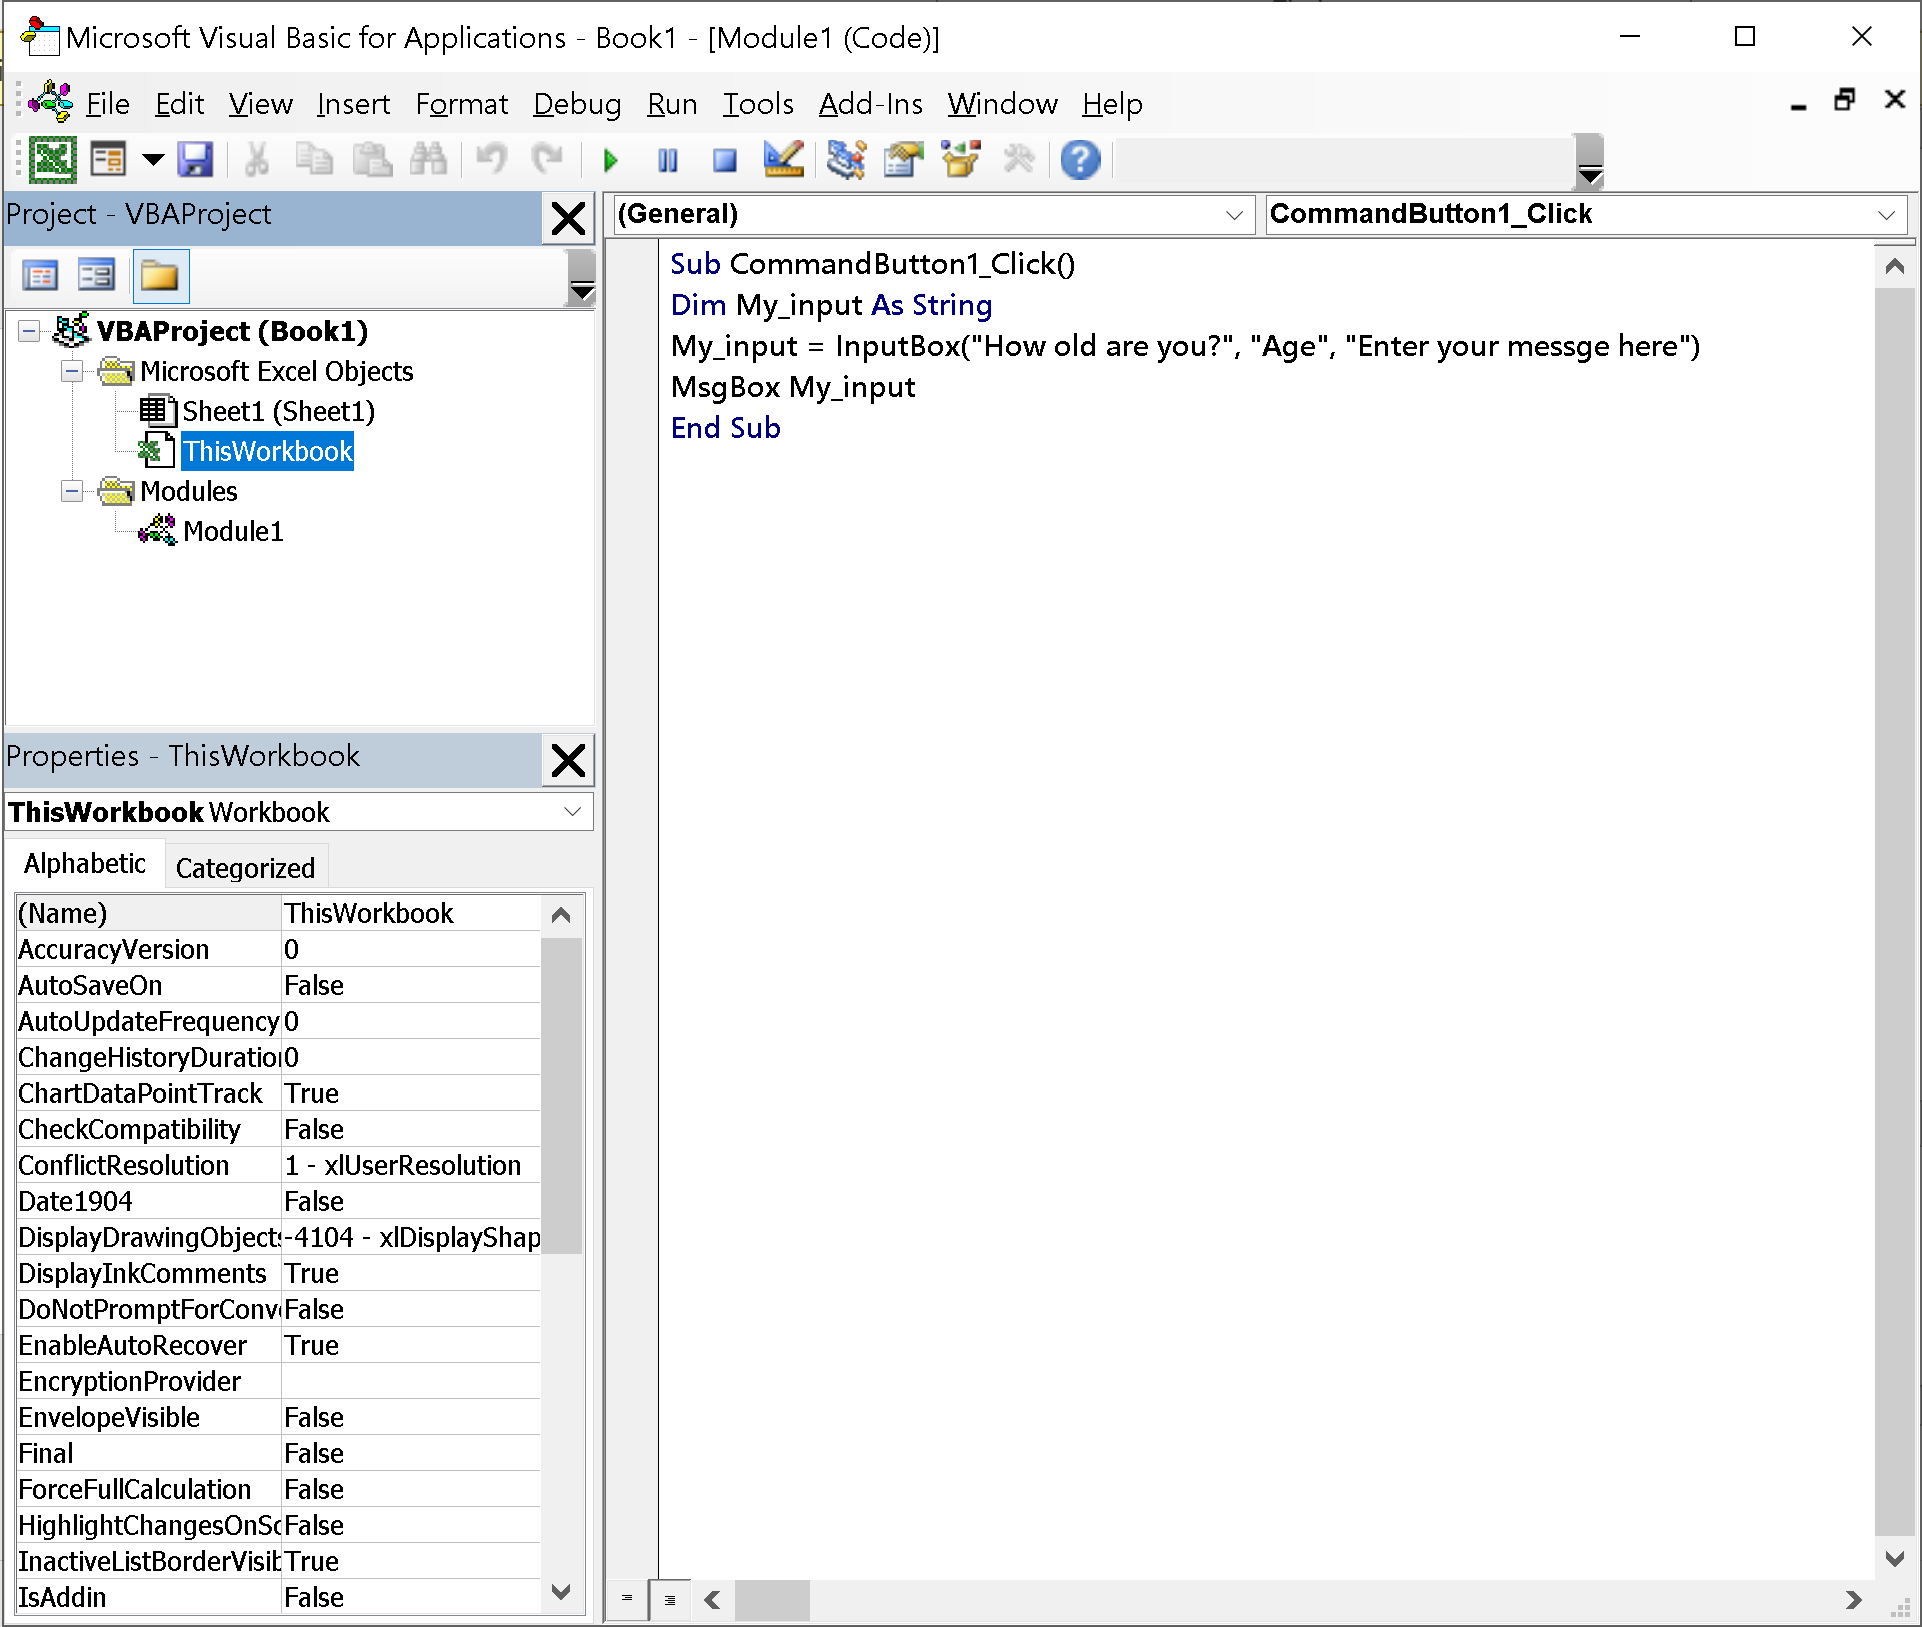 Microsoft Visual Basic for Applications - Book1 - [Module1 (Code)]
File Edit View Insert Format Debug Run Tools Add-Ins Window Help
Project - VBAProject
(General)
CommandButton1_Click
VBAProject (Book1)
Microsoft Excel Objects
Sheet1 (Sheet1)
ThisWorkbook
Modules
Module1
Sub CommandButton1_Click()
Dim My_input As String
My_input = InputBox("How old are you?", "Age", "Enter your messge here")
MsgBox My_input
End Sub
Properties - ThisWorkbook
ThisWorkbook Workbook
Alphabetic Categorized
(Name) ThisWorkbook
AccuracyVersion 0
AutoSaveOn False
AutoUpdateFrequency 0
ChangeHistoryDuration 0
ChartDataPointTrack True
CheckCompatibility False
ConflictResolution 1 - xlUserResolution
Date1904 False
DisplayDrawingObjects -4104 - xlDisplayShap
DisplayInkComments True
DoNotPromptForConv False
EnableAutoRecover True
EncryptionProvider
EnvelopeVisible False
Final False
ForceFullCalculation False
HighlightChangesOnSc False
InactiveListBorderVisib True
IsAddin False